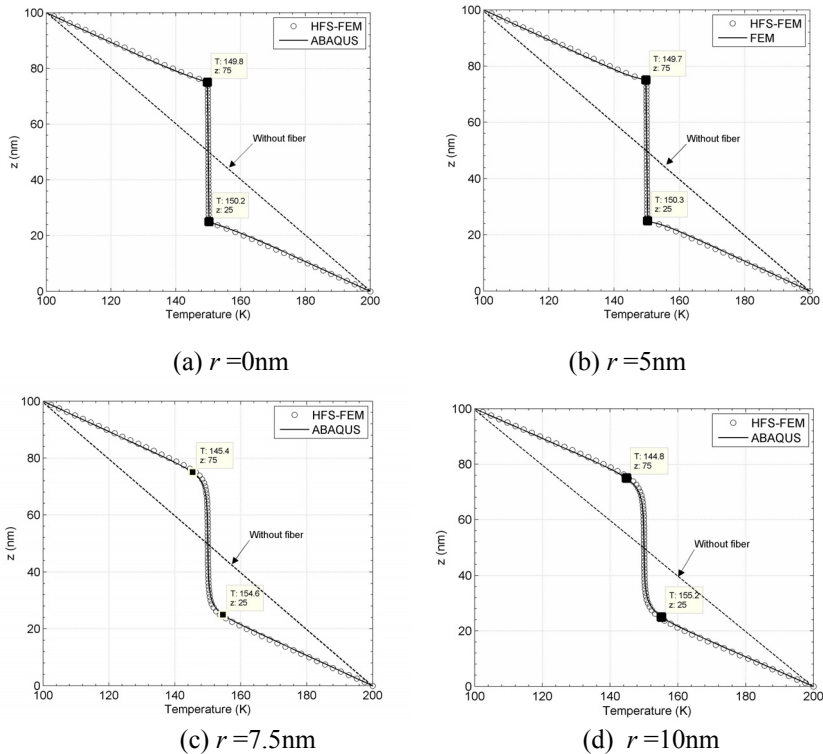 HFS-FEM
ABAQUS
T: 149.8
z: 75
Without fiber
T: 150.2
z: 25
z (nm)
100
80
60
40
20
0
100 120 140 160 180 200
Temperature (K)
(a) r =0nm
HFS-FEM
FEM
T: 149.7
z: 75
Without fiber
T: 150.3
z: 25
z (nm)
100
80
60
40
20
0
100 120 140 160 180 200
Temperature (K)
(b) r =5nm
HFS-FEM
ABAQUS
T: 145.4
z: 75
Without fiber
T: 154.6
z: 25
z (nm)
100
80
60
40
20
0
100 120 140 160 180 200
Temperature (K)
(c) r =7.5nm
HFS-FEM
ABAQUS
T: 144.8
z: 75
Without fiber
T: 155.2
z: 25
z (nm)
100
80
60
40
20
0
100 120 140 160 180 200
Temperature (K)
(d) r =10nm